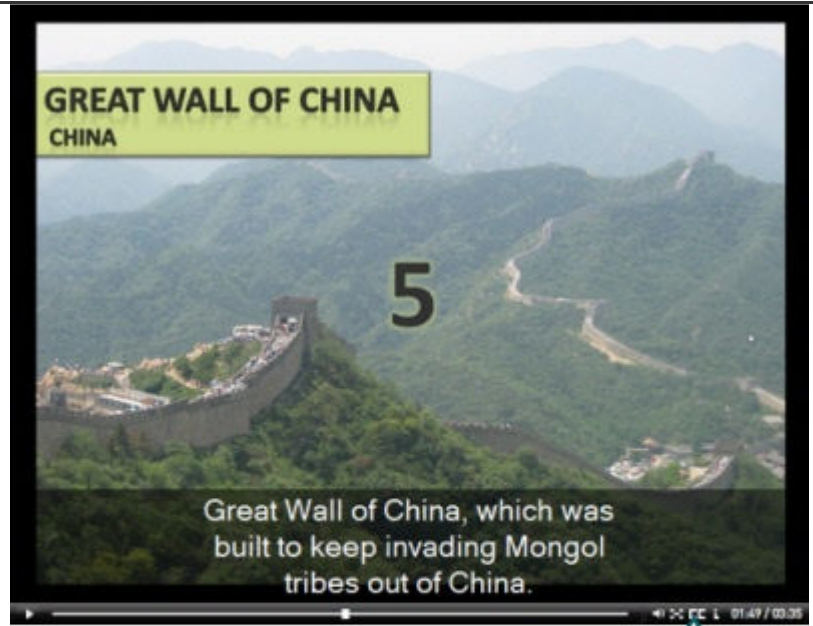 GREAT WALL OF CHINA
CHINA
5
Great Wall of China, which was
built to keep invading Mongol
tribes out of China.
CC i 01:49 / 03:35